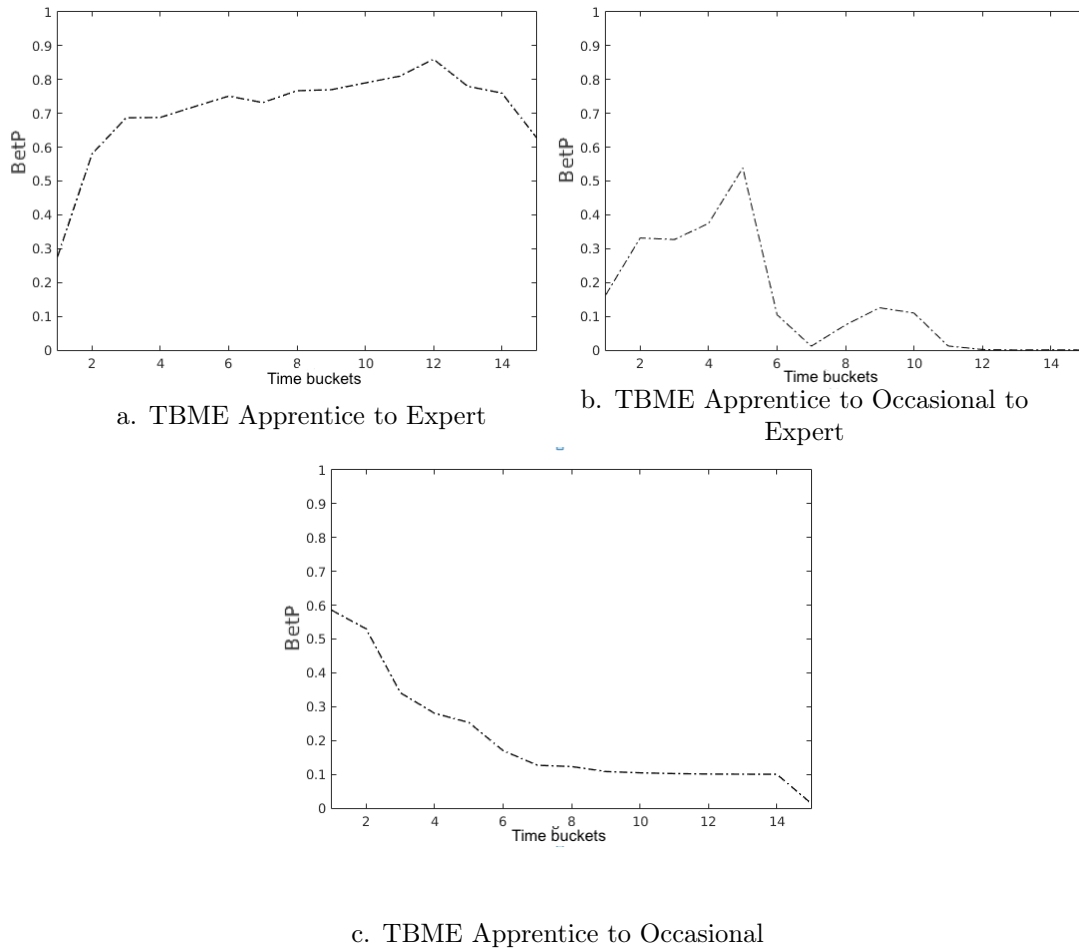 1
0.9
0.8
0.7
0.6
0.5
0.4
0.3
0.2
0.1
0
BetP
2 4 6 8 10 12 14
Time buckets
a. TBME Apprentice to Expert
1
0.9
0.8
0.7
0.6
0.5
0.4
0.3
0.2
0.1
0
BetP
2 4 6 8 10 12 14
Time buckets
b. TBME Apprentice to Occasional to
Expert
1
0.9
0.8
0.7
0.6
0.5
0.4
0.3
0.2
0.1
0
BetP
2 4 6 8 10 12 14
Time buckets
c. TBME Apprentice to Occasional